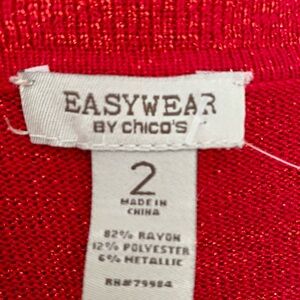 EASYWEAR
BY chico's
2
MADE IN
CHINA
82% RAYON
12% POLYESTER
6% METALLIC
RN#79984